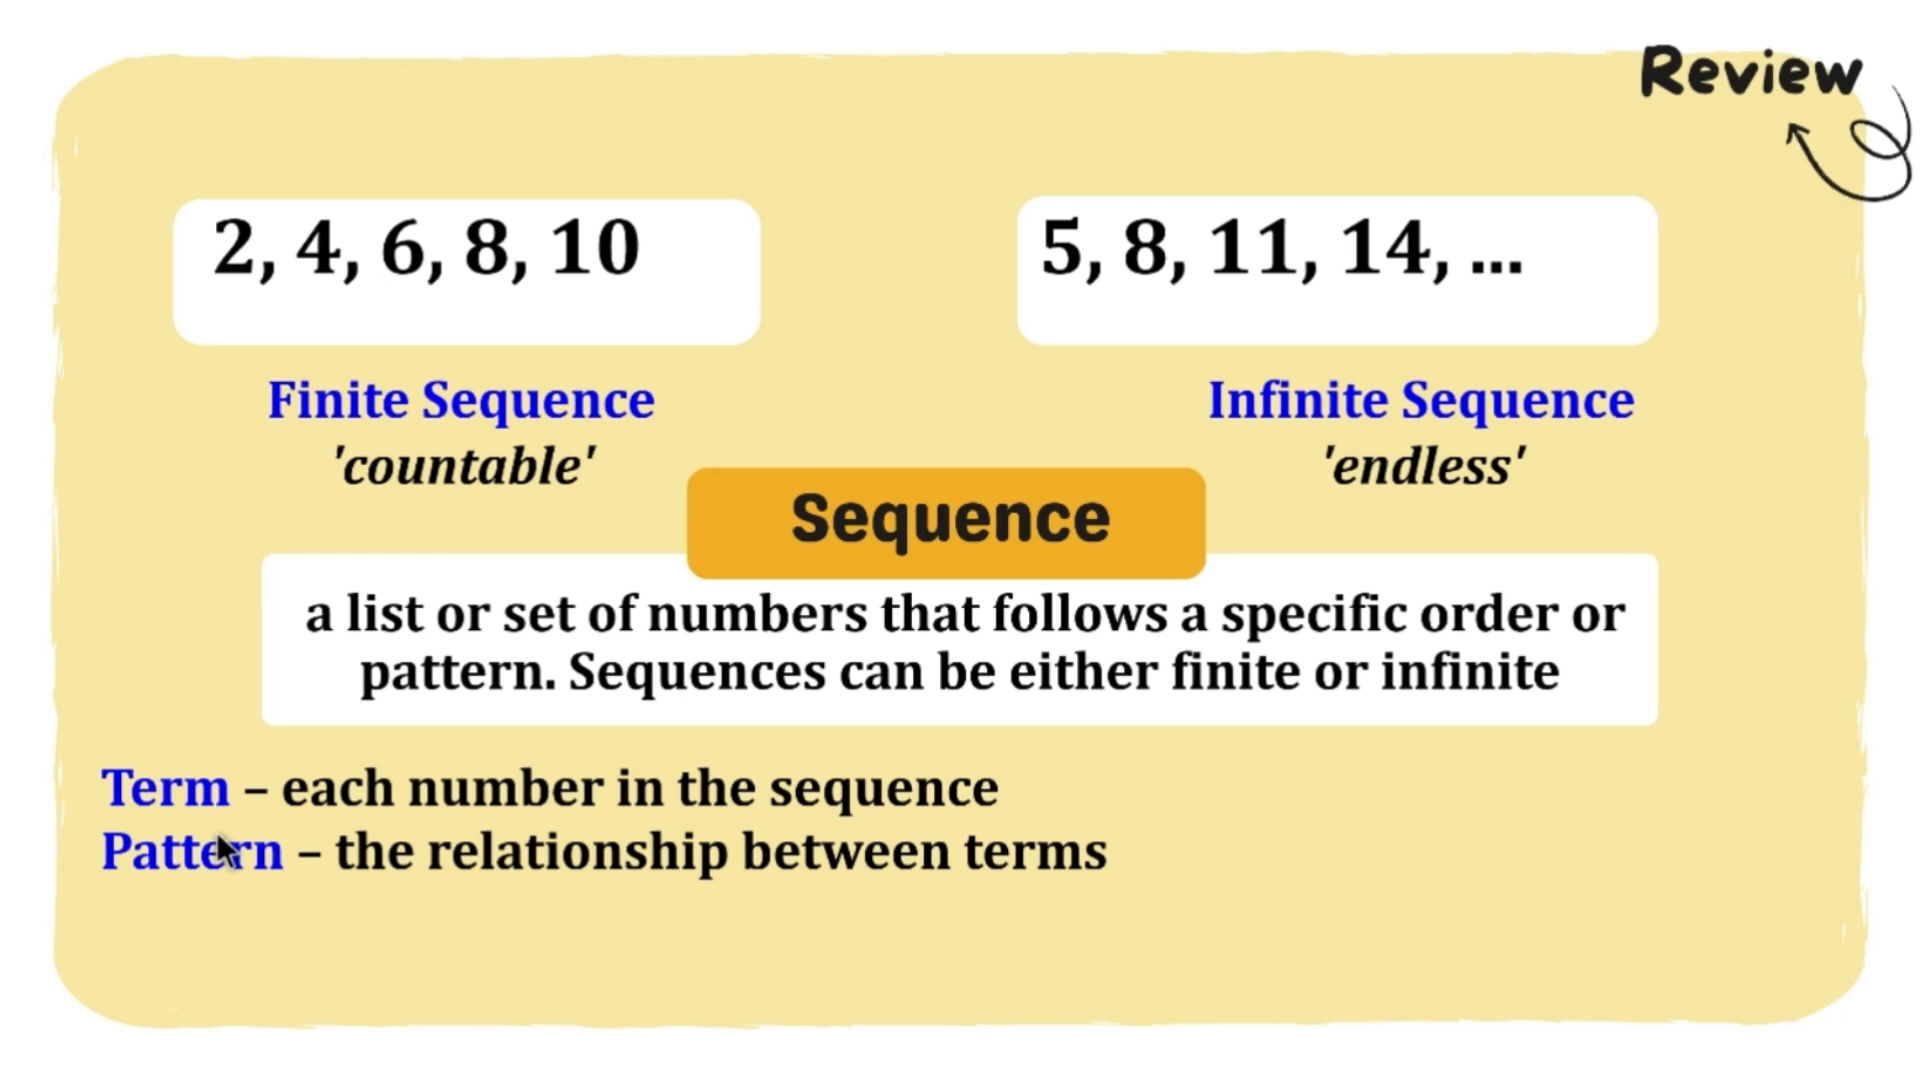 Review
2, 4, 6, 8, 10
5, 8, 11, 14, ...
Finite Sequence
'countable'
Infinite Sequence
'endless'
Sequence
a list or set of numbers that follows a specific order or
pattern. Sequences can be either finite or infinite
Term – each number in the sequence
Pattern – the relationship between terms